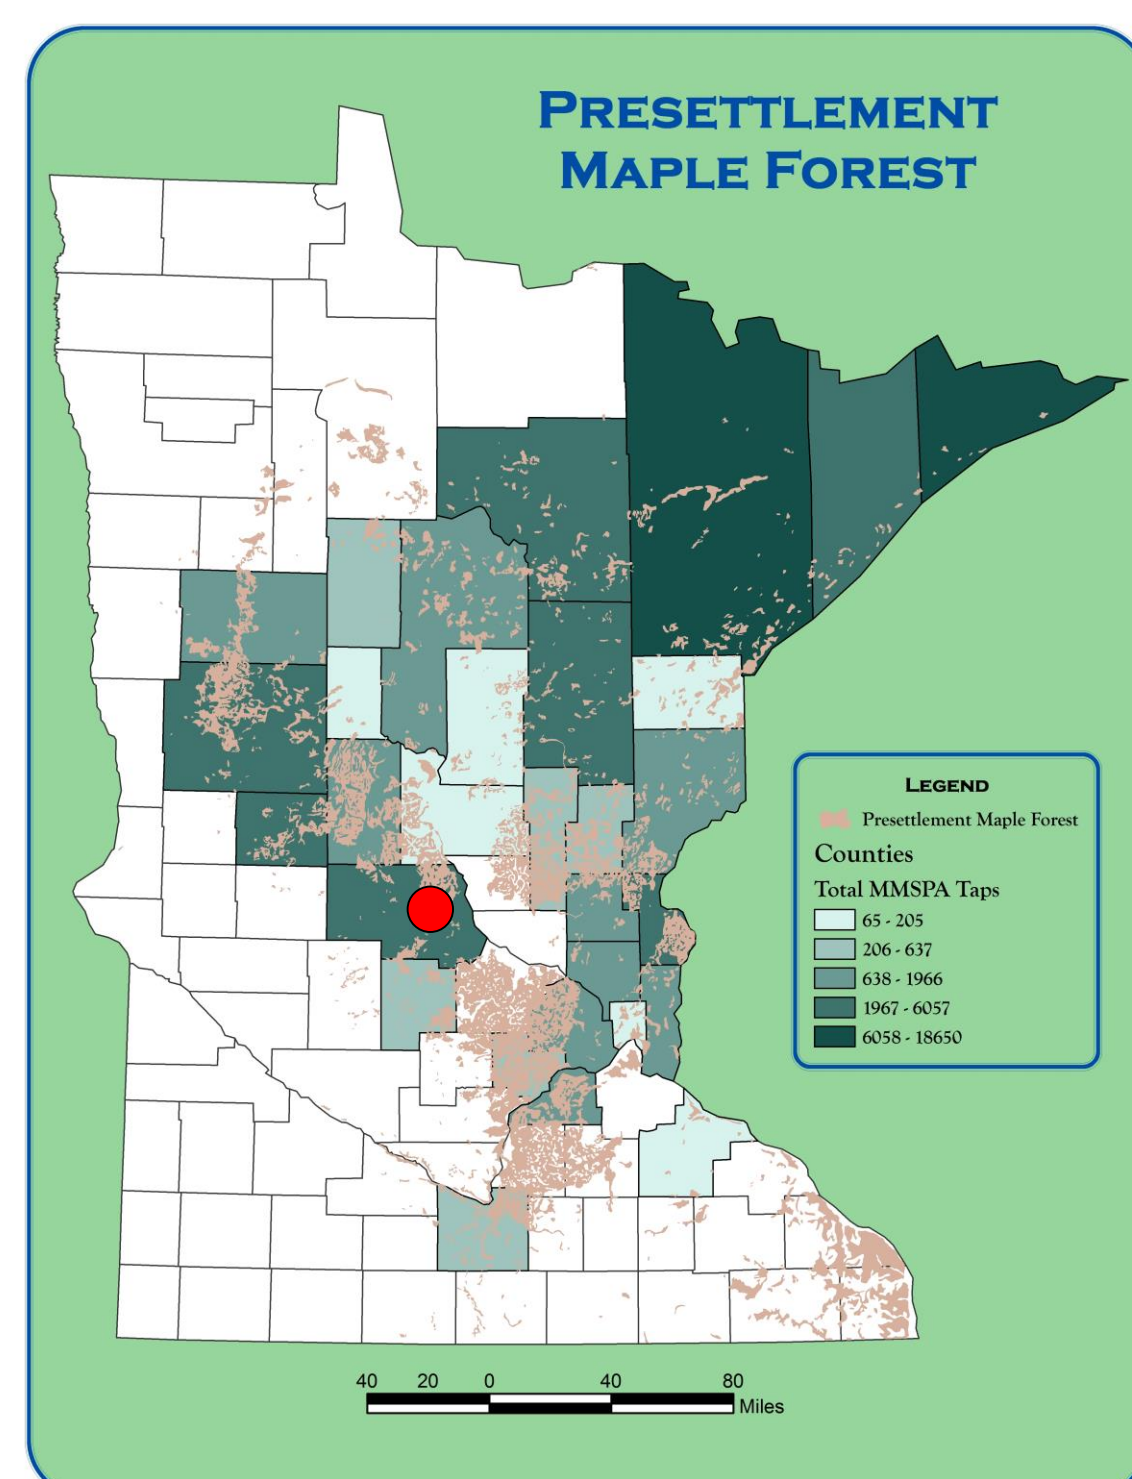 PRESETTLEMENT
MAPLE FOREST
LEGEND
Presettlement Maple Forest
Counties
Total MMSPA Taps
65 - 205
206 - 637
638 - 1966
1967 - 6057
6058 - 18650
40 20 0 40 80
Miles